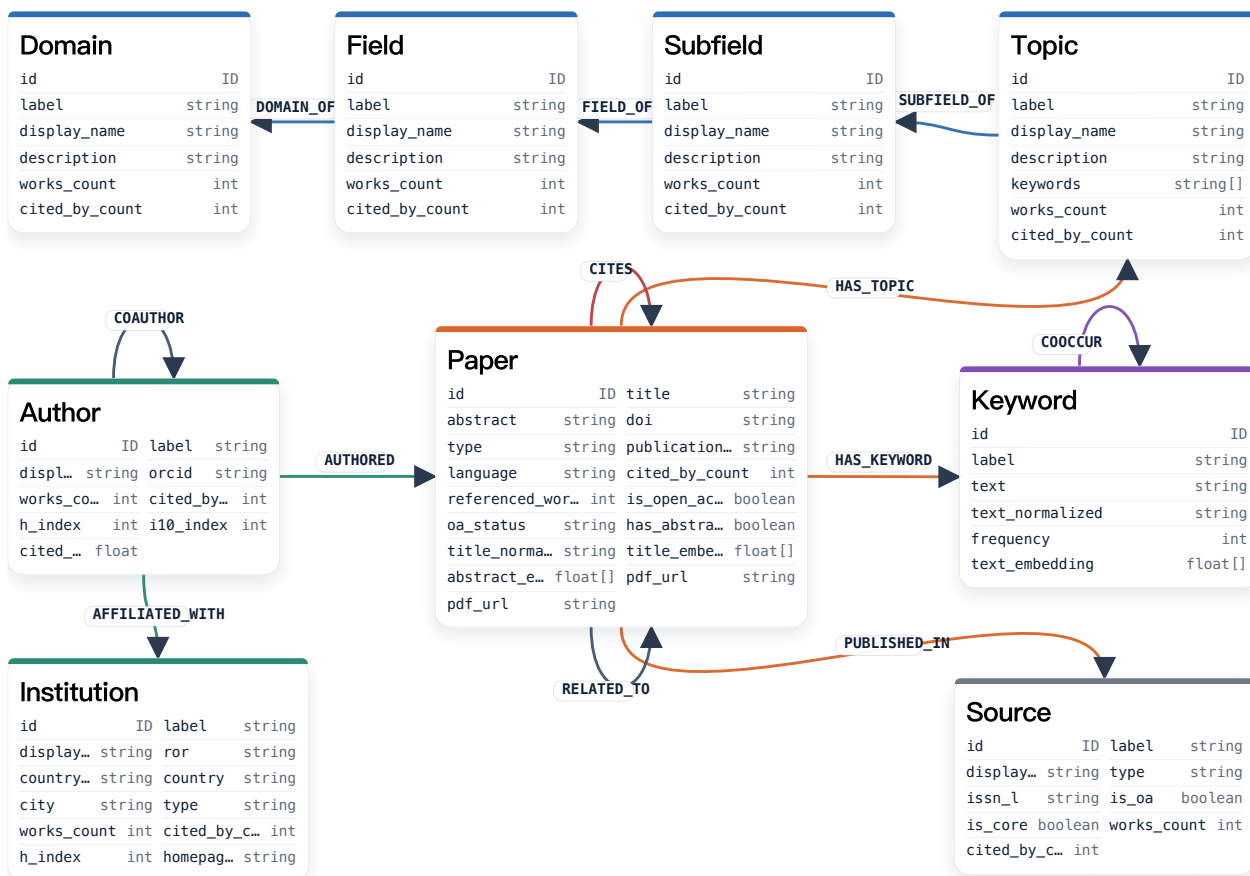 Domain
id ID
label string
display_name string
description string
works_count int
cited_by_count int
DOMAIN_OF
Field
id ID
label string
display_name string
description string
works_count int
cited_by_count int
FIELD_OF
Subfield
id ID
label string
display_name string
description string
works_count int
cited_by_count int
SUBFIELD_OF
Topic
id ID
label string
display_name string
description string
keywords string[]
works_count int
cited_by_count int
CITES
HAS_TOPIC
COAUTHOR
COOCCUR
Author
id ID label string
displ… string orcid string
works_co… int cited_by… int
h_index int i10_index int
cited_… float
AUTHORED
Paper
id ID title string
abstract string doi string
type string publication… string
language string cited_by_count int
referenced_wor… int is_open_ac… boolean
oa_status string has_abstra… boolean
title_norma… string title_embe… float[]
abstract_e… float[] pdf_url string
pdf_url string
HAS_KEYWORD
Keyword
id ID
label string
text string
text_normalized string
frequency int
text_embedding float[]
AFFILIATED_WITH
RELATED_TO
PUBLISHED_IN
Institution
id ID label string
display… string ror string
country… string country string
city string type string
works_count int cited_by_c… int
h_index int homepag… string
Source
id ID label string
display… string type string
issn_l string is_oa boolean
is_core boolean works_count int
cited_by_c… int